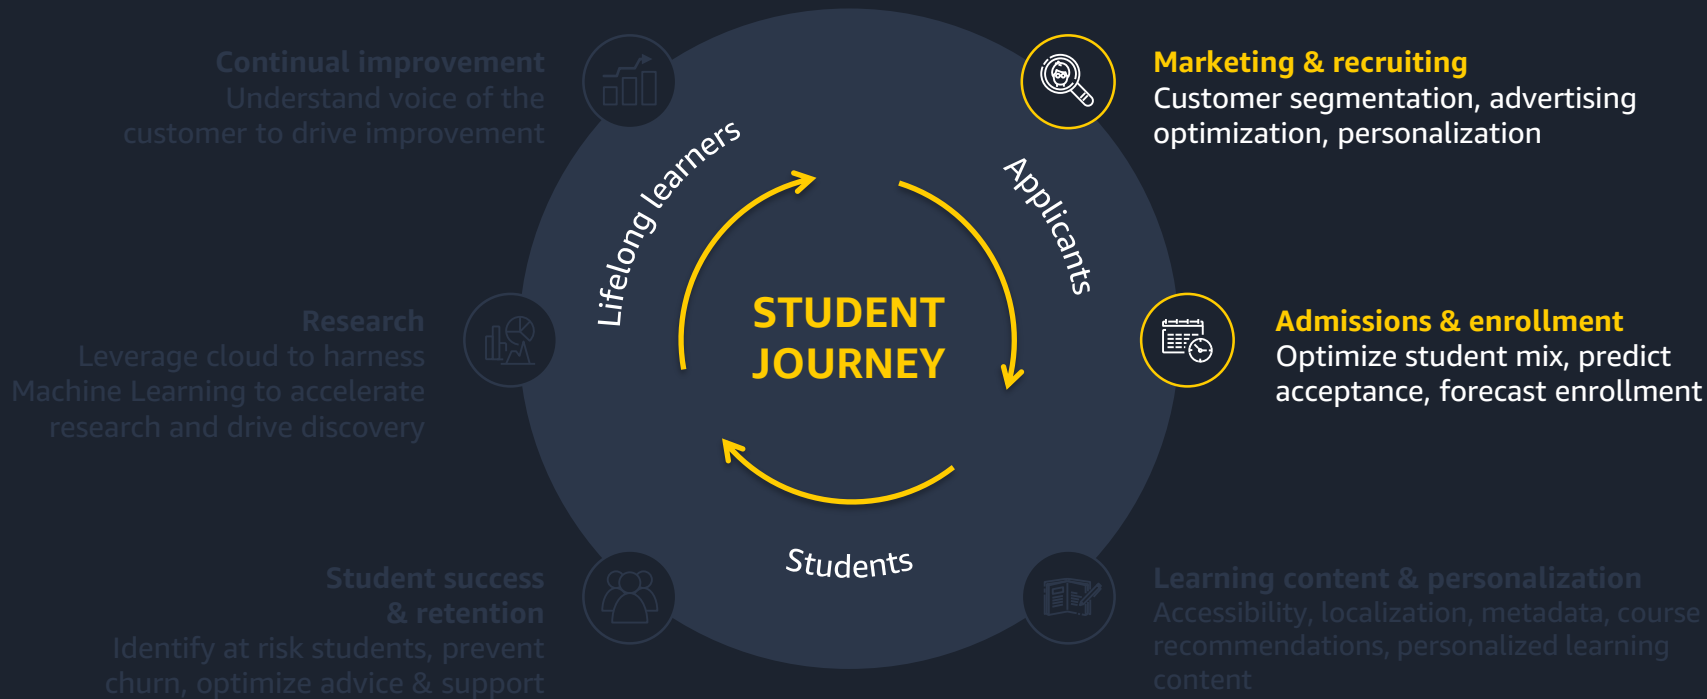 Continual improvement
Understand voice of the
customer to drive improvement
Marketing & recruiting
Customer segmentation, advertising
optimization, personalization
Lifelong learners
Applicants
STUDENT
JOURNEY
Students
Research
Leverage cloud to harness
Machine Learning to accelerate
research and drive discovery
Admissions & enrollment
Optimize student mix, predict
acceptance, forecast enrollment
Student success
& retention
Identify at risk students, prevent
churn, optimize advice & support
Learning content & personalization
Accessibility, localization, metadata, course
recommendations, personalized learning
content